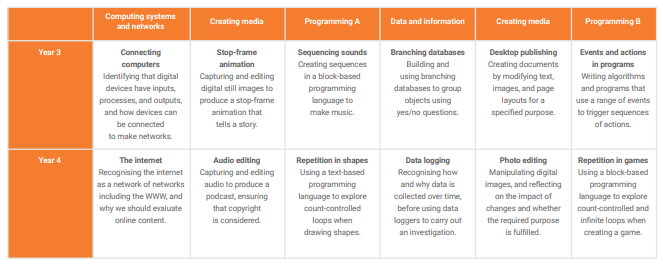 Computing systems
and networks
Creating media
Programming A
Data and information
Creating media
Programming B
Year 3
Connecting
computers
Identifying that digital
devices have inputs,
processes, and outputs,
and how devices can
be connected
to make networks.
Stop-frame
animation
Capturing and editing
digital still images to
produce a stop-frame
animation that
tells a story.
Sequencing sounds
Creating sequences
in a block-based
programming
language to
make music.
Branching databases
Building and
using branching
databases to group
objects using
yes/no questions.
Desktop publishing
Creating documents
by modifying text,
images, and page
layouts for a
specified purpose.
Events and actions
in programs
Writing algorithms
and programs that
use a range of events
to trigger sequences
of actions.
Year 4
The internet
Recognising the internet
as a network of networks
including the WWW, and
why we should evaluate
online content.
Audio editing
Capturing and editing
audio to produce a
podcast, ensuring
that copyright
is considered.
Repetition in shapes
Using a text-based
programming
language to explore
count-controlled
loops when
drawing shapes.
Data logging
Recognising how
and why data is
collected over time,
before using data
loggers to carry out
an investigation.
Photo editing
Manipulating digital
images, and reflecting
on the impact of
changes and whether
the required purpose
is fulfilled.
Repetition in games
Using a block-based
programming
language to explore
count-controlled and
infinite loops when
creating a game.